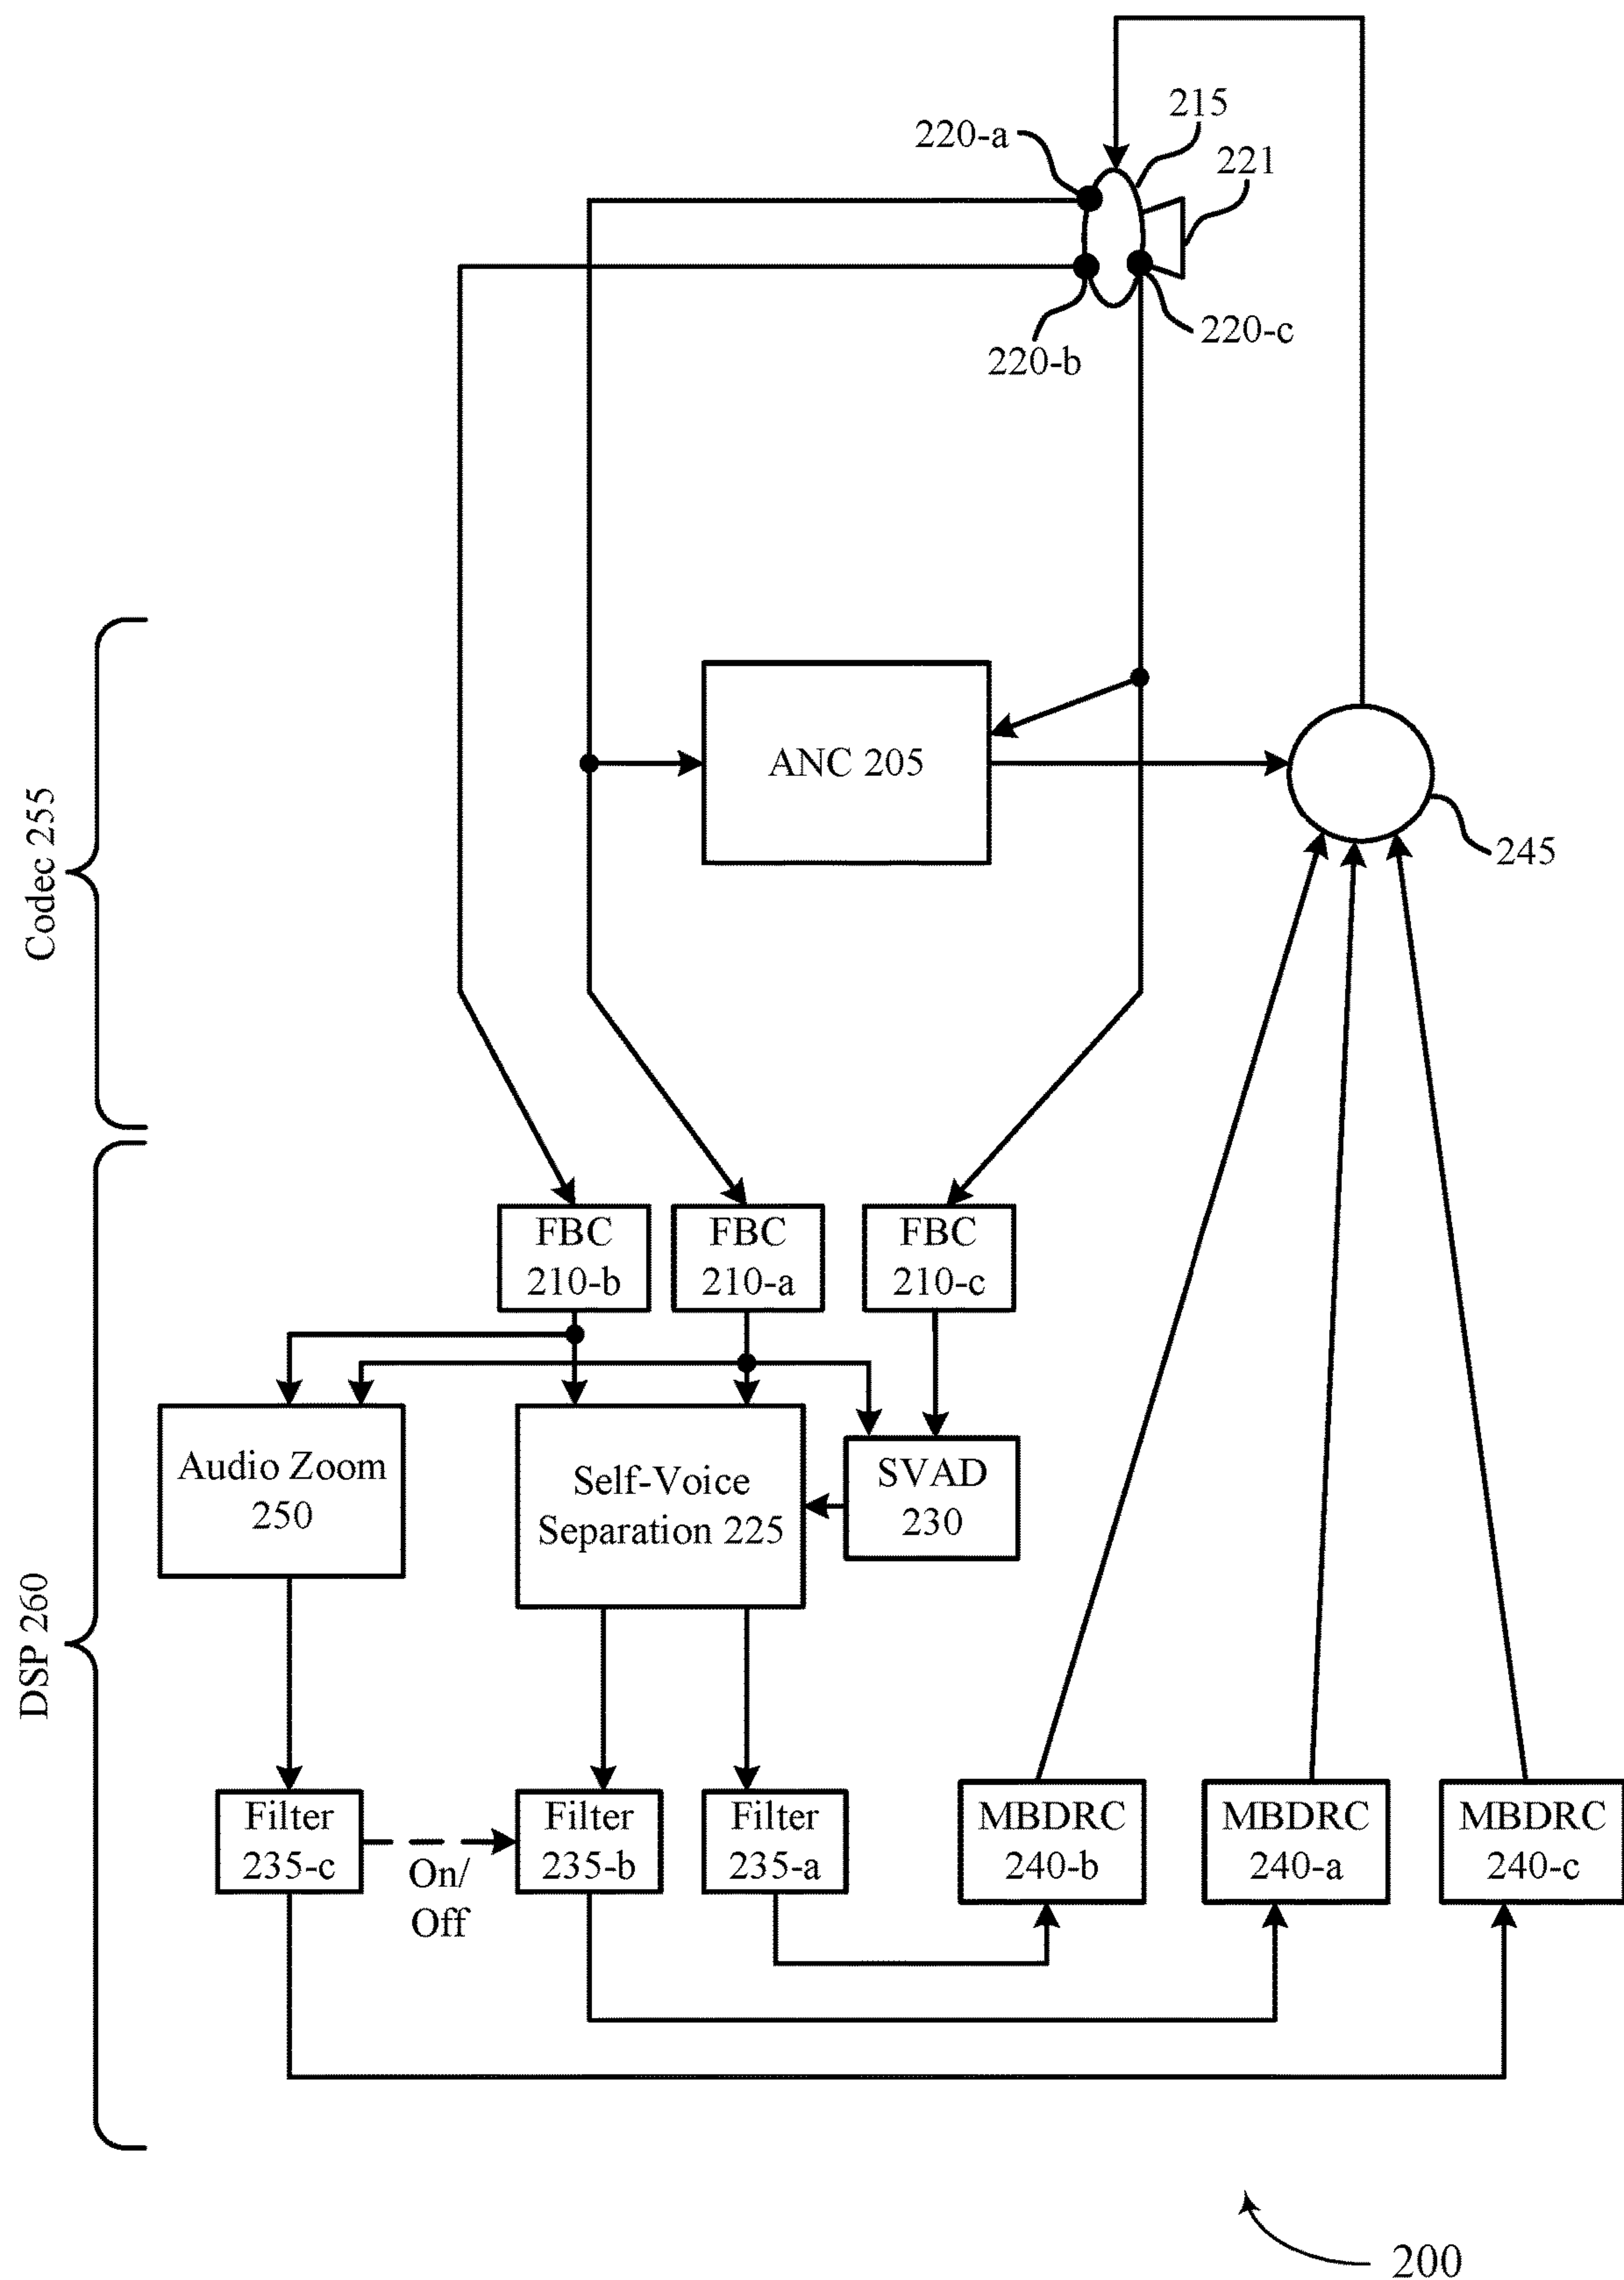 215
220-a
221
220-c
220-b
ANC 205
245
Codec 255
FBC
210-b
FBC
210-a
FBC
210-c
Audio Zoom
250
Self-Voice
Separation 225
SVAD
230
DSP 260
Filter
235-c
On/
Off
Filter
235-b
Filter
235-a
MBDRC
240-b
MBDRC
240-a
MBDRC
240-c
200